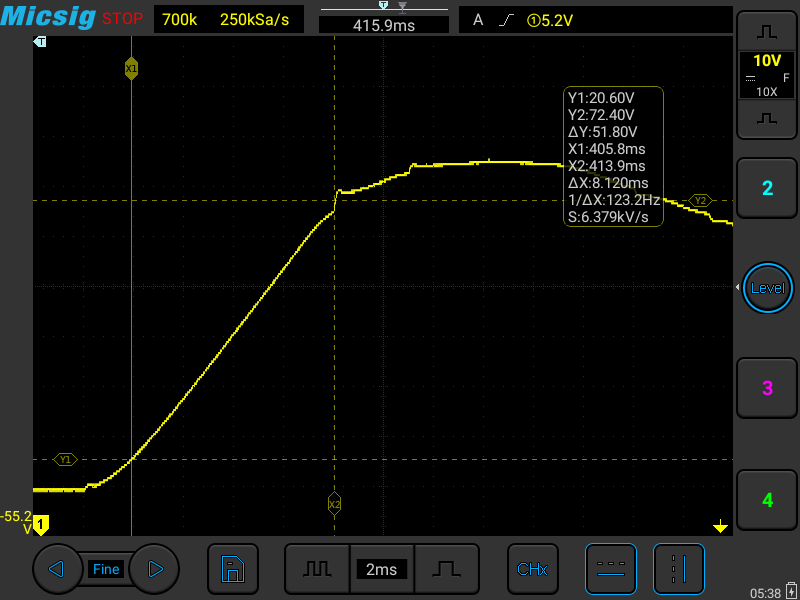 Micsig STOP 700k 250kSa/s 415.9ms A ①5.2V
T
T
X1
10V
F
10X
Y1:20.60V
Y2:72.40V
ΔY:51.80V
X1:405.8ms
X2:413.9ms
ΔX:8.120ms
1/ΔX:123.2Hz
S:6.379kV/s
Y2
2
Level
3
Y1
X2
4
-55.2
V
1
Fine
2ms
CHx
05:38